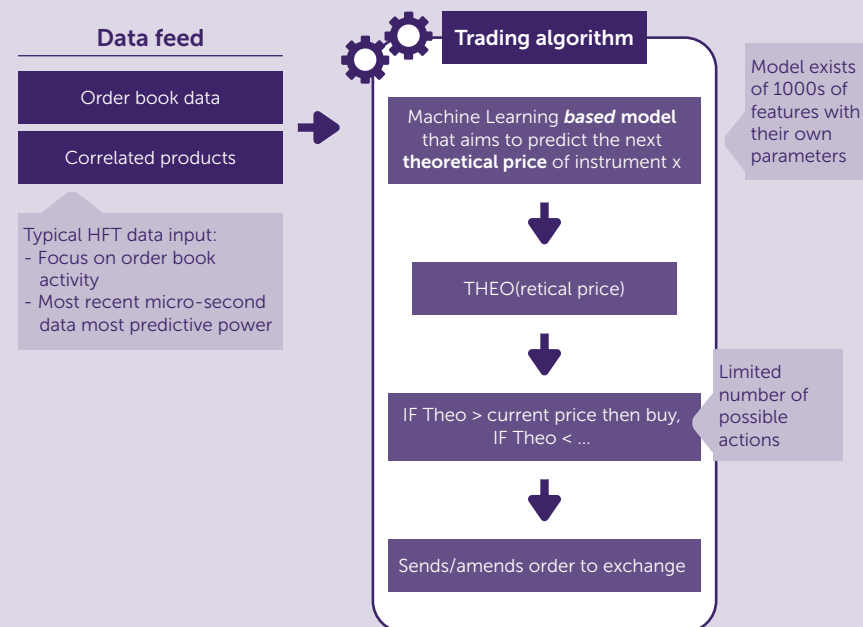 Data feed
Order book data
Correlated products
Typical HFT data input:
- Focus on order book
activity
- Most recent micro-second
data most predictive power
Trading algorithm
Machine Learning based model
that aims to predict the next
theoretical price of instrument x
Model exists
of 1000s of
features with
their own
parameters
THEO(retical price)
IF Theo > current price then buy,
IF Theo < ...
Limited
number of
possible
actions
Sends/amends order to exchange